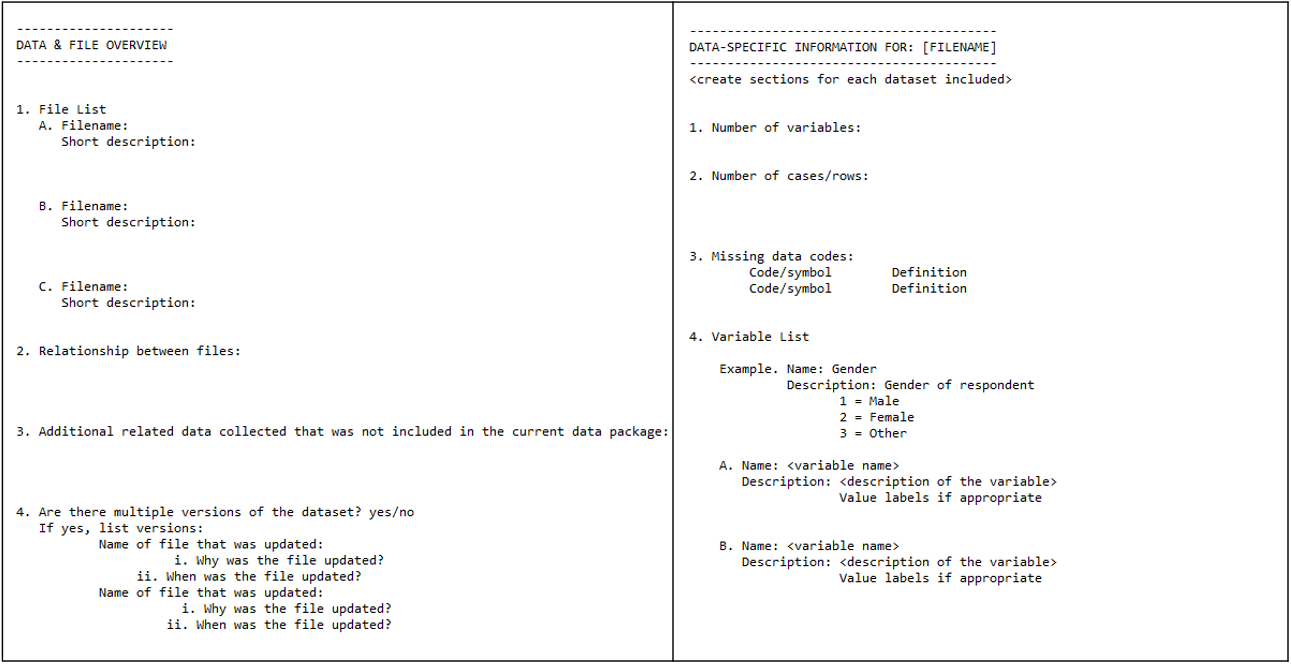 ---------------------
DATA & FILE OVERVIEW
---------------------
1. File List
A. Filename:
Short description:
B. Filename:
Short description:
C. Filename:
Short description:
2. Relationship between files:
3. Additional related data collected that was not included in the current data package:
4. Are there multiple versions of the dataset? yes/no
If yes, list versions:
Name of file that was updated:
i. Why was the file updated?
ii. When was the file updated?
Name of file that was updated:
i. Why was the file updated?
ii. When was the file updated?
-----------------------------------------
DATA-SPECIFIC INFORMATION FOR: [FILENAME]
-----------------------------------------
<create sections for each dataset included>
1. Number of variables:
2. Number of cases/rows:
3. Missing data codes:
Code/symbol Definition
Code/symbol Definition
4. Variable List
Example. Name: Gender
Description: Gender of respondent
1 = Male
2 = Female
3 = Other
A. Name: <variable name>
Description: <description of the variable>
Value labels if appropriate
B. Name: <variable name>
Description: <description of the variable>
Value labels if appropriate